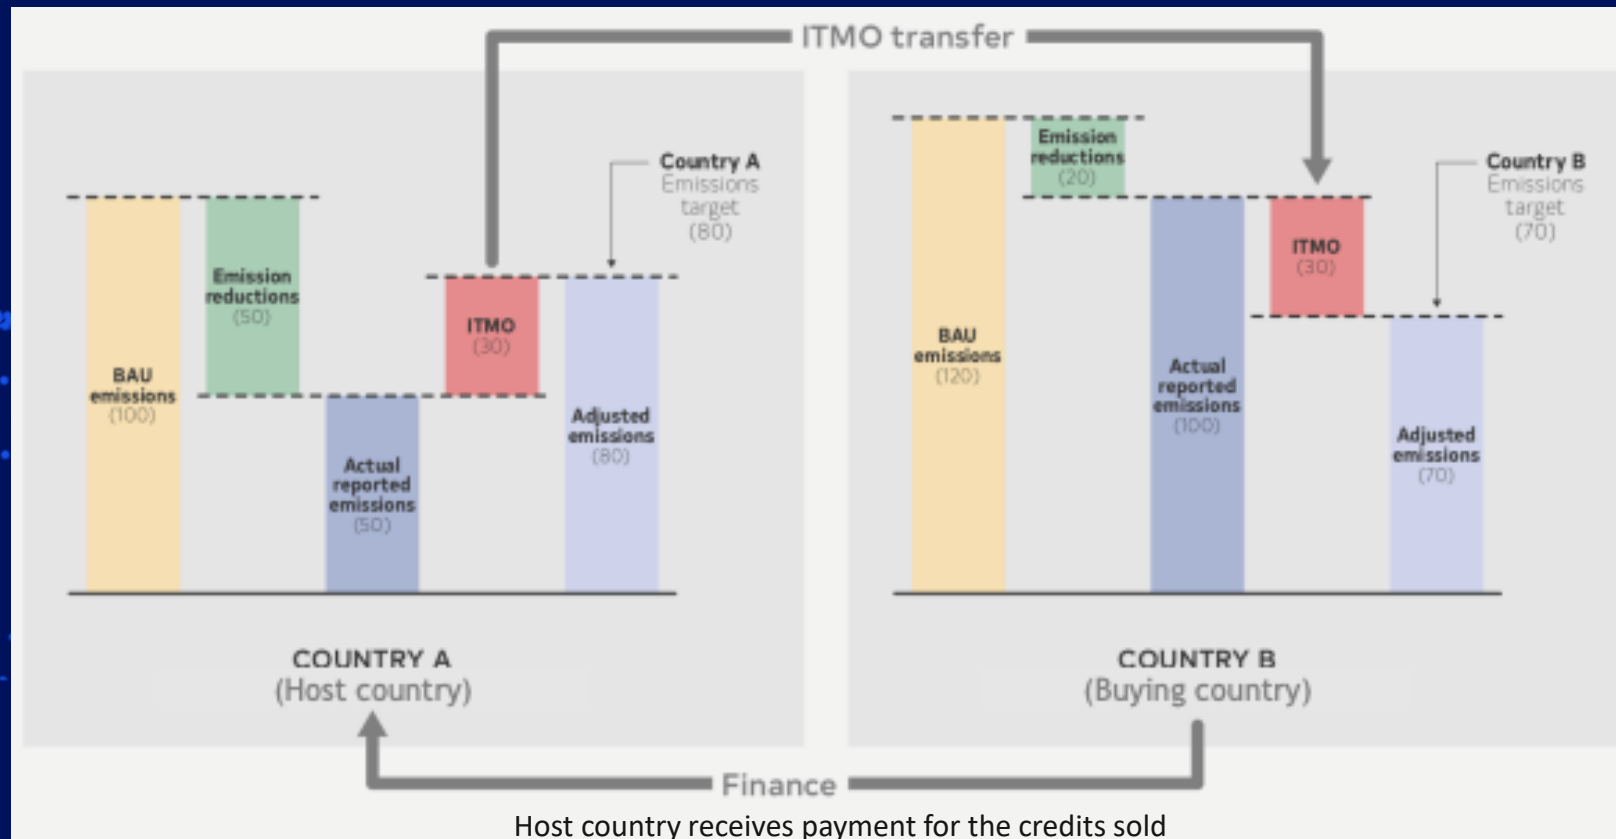 ITMO transfer
BAU
emissions
(100)
Emission
reductions
(50)
Actual
reported
emissions
(50)
ITMO
(30)
Adjusted
emissions
(80)
Country A
Emissions
target
(80)
COUNTRY A
(Host country)
BAU
emissions
(120)
Emission
reductions
(20)
Actual
reported
emissions
(100)
ITMO
(30)
Adjusted
emissions
(70)
Country B
Emissions
target
(70)
COUNTRY B
(Buying country)
Finance
Host country receives payment for the credits sold